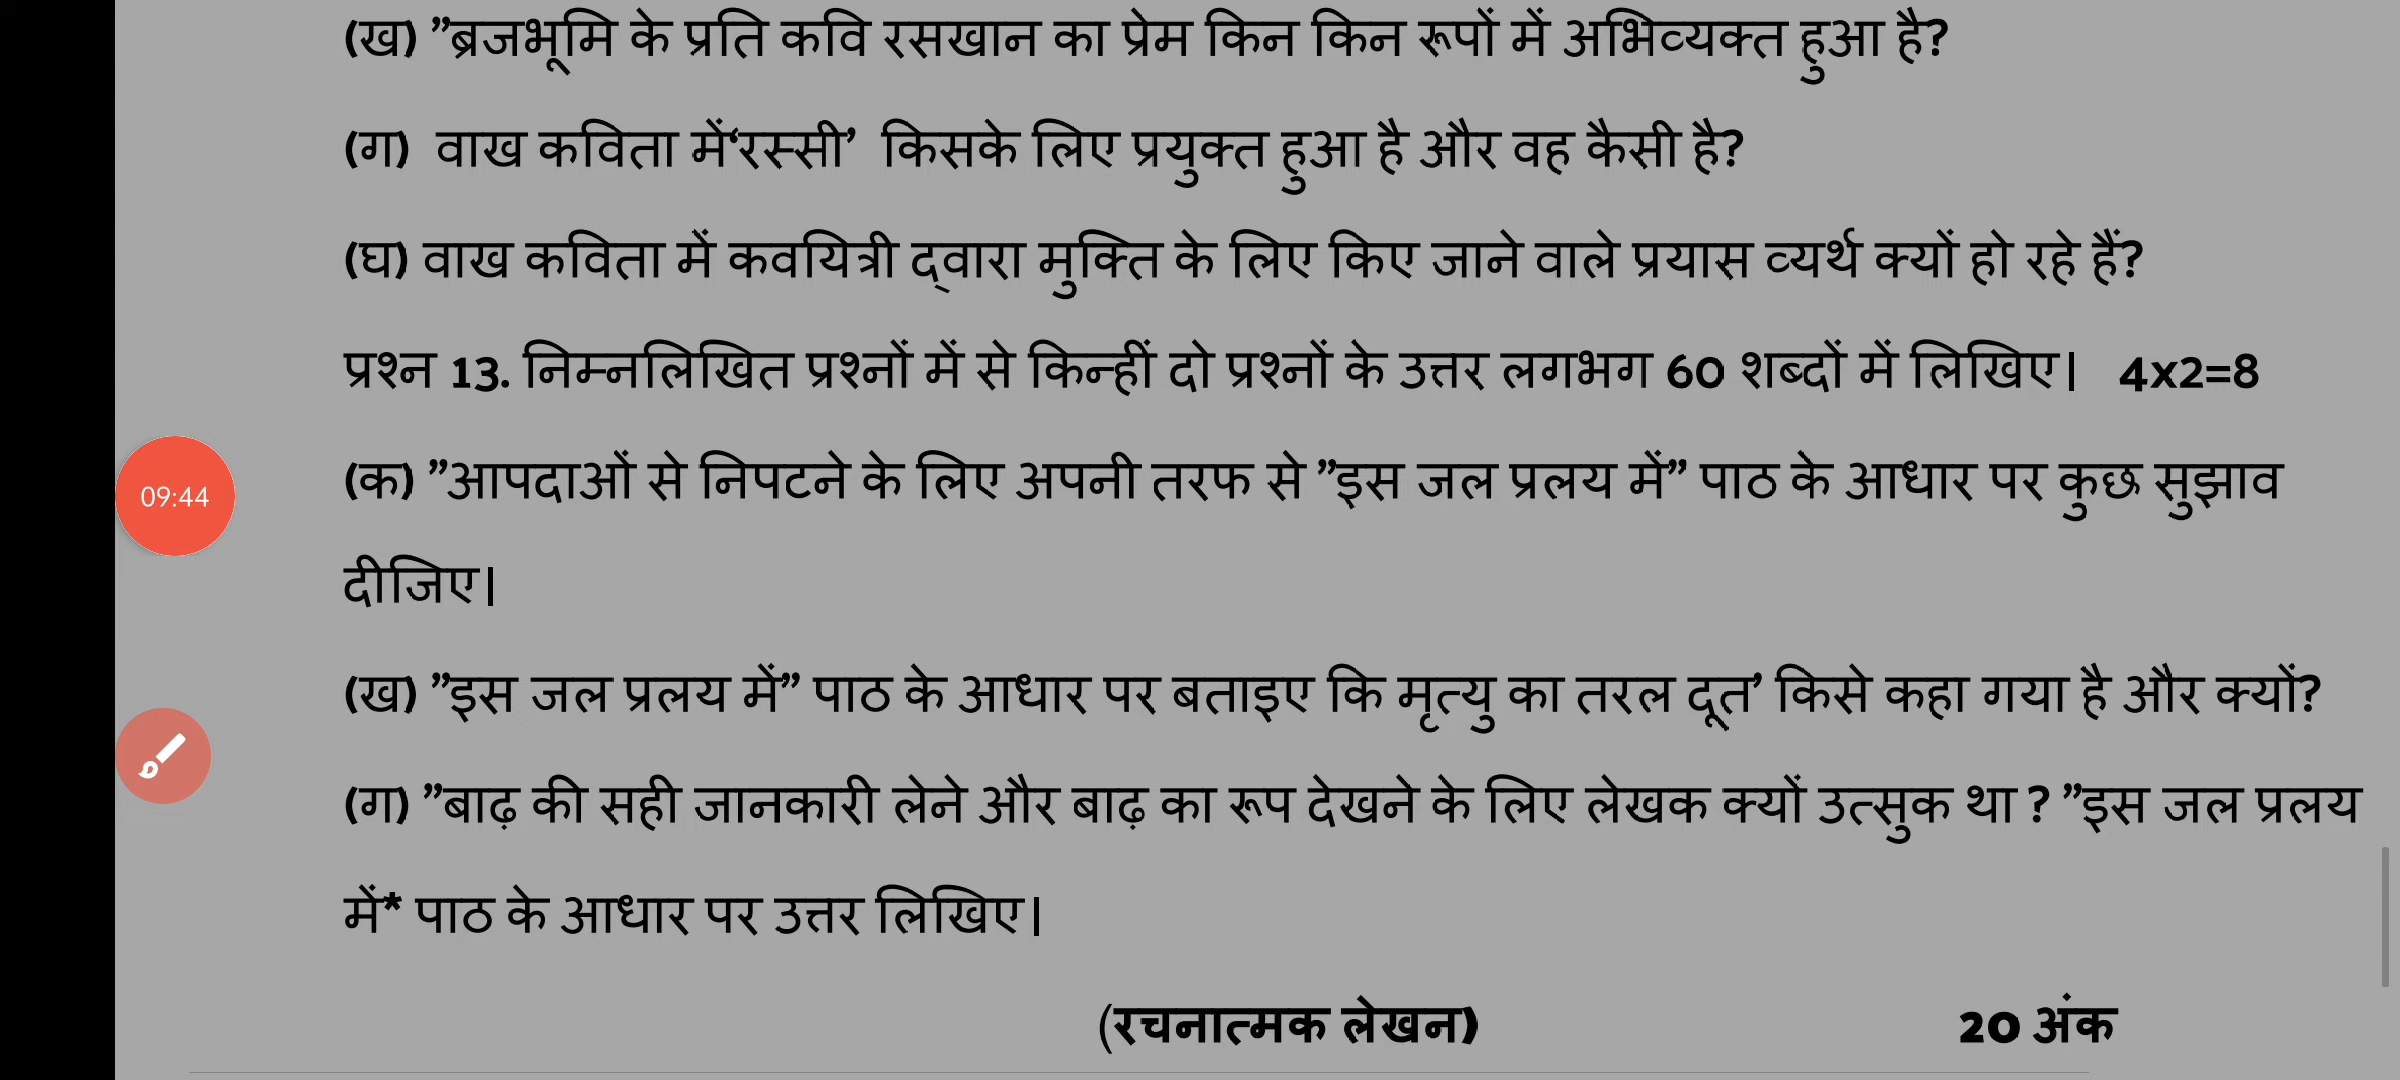 (ख) ”ब्रजभूमि के प्रति कवि रसखान का प्रेम किन किन रूपों में अभिव्यक्त हुआ है?
(ग) वाख कविता में‘रस्सी’ किसके लिए प्रयुक्त हुआ है और वह कैसी है?
(घ) वाख कविता में कवयित्री द्‌वारा मुक्ति के लिए किए जाने वाले प्रयास व्यर्थ क्यों हो रहे हैं?
प्रश्न 13. निम्नलिखित प्रश्नों में से किन्हीं दो प्रश्नों के उत्तर लगभग 60 शब्दों में लिखिए। 4x2=8
(क) ”आपदाओं से निपटने के लिए अपनी तरफ से ”इस जल प्रलय में” पाठ के आधार पर कुछ सुझाव
09:44
दीजिए।
(ख) ”इस जल प्रलय में” पाठ के आधार पर बताइए कि मृत्यु का तरल दूत’ किसे कहा गया है और क्यों?
(ग) ”बाढ़ की सही जानकारी लेने और बाढ़ का रूप देखने के लिए लेखक क्यों उत्सुक था ? ”इस जल प्रलय
में* पाठ के आधार पर उत्तर लिखिए।
(रचनात्मक लेखन) 20 अंक